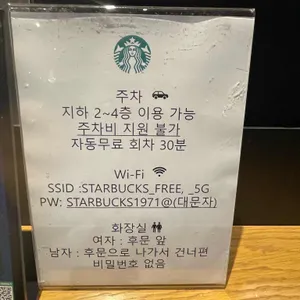 주차
지하 2~4층 이용 가능
주차비 지원 불가
자동무료 회차 30분
Wi-Fi
SSID :STARBUCKS_FREE, _5G
PW: STARBUCKS1971@(대문자)
화장실
여자 : 후문 앞
남자 : 후문으로 나가서 건너편
비밀번호 없음